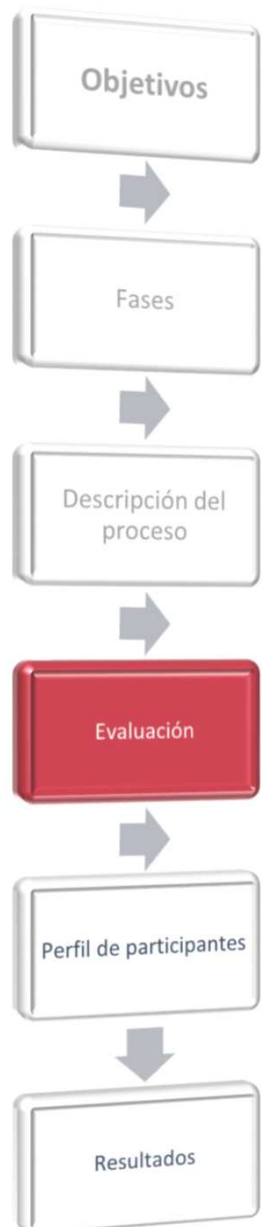 Objetivos
Fases
Descripción del
proceso
Evaluación
Perfil de participantes
Resultados